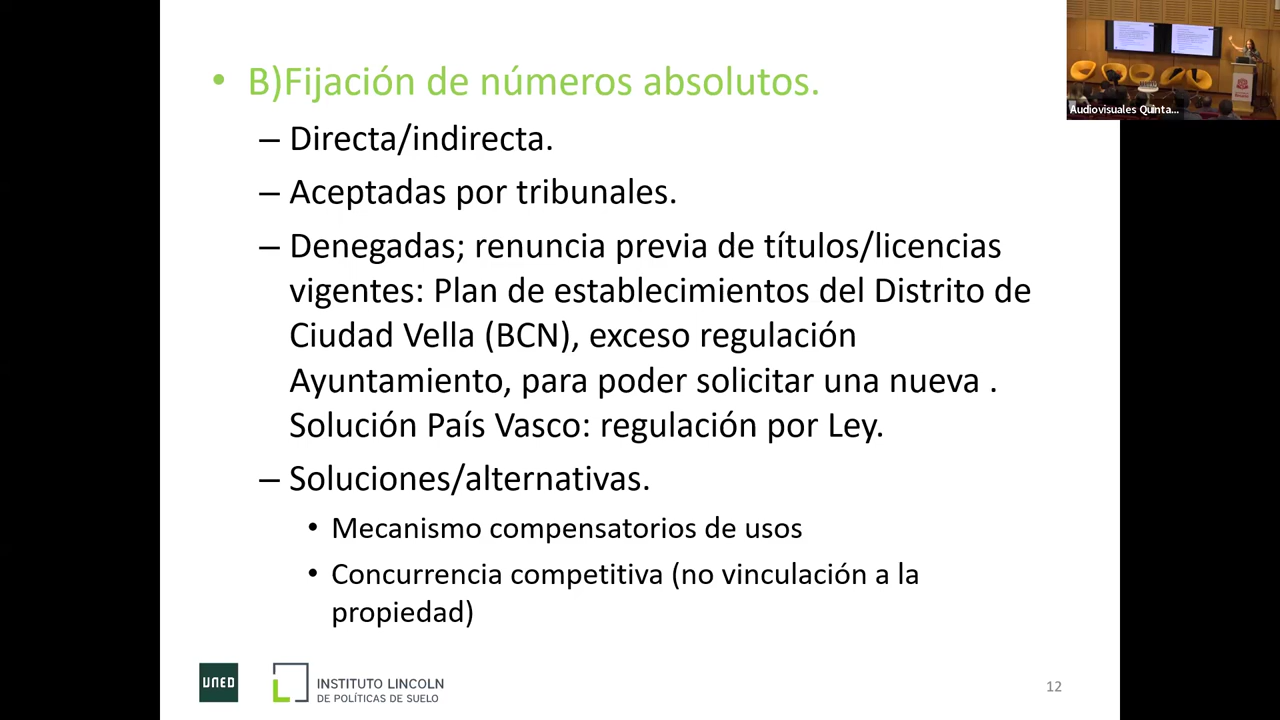 • B)Fijación de números absolutos.
– Directa/indirecta.
– Aceptadas por tribunales.
– Denegadas; renuncia previa de títulos/licencias
vigentes: Plan de establecimientos del Distrito de
Ciudad Vella (BCN), exceso regulación
Ayuntamiento, para poder solicitar una nueva .
Solución País Vasco: regulación por Ley.
– Soluciones/alternativas.
• Mecanismo compensatorios de usos
• Concurrencia competitiva (no vinculación a la
propiedad)
UNED
INSTITUTO LINCOLN
DE POLÍTICAS DE SUELO
12
Audiovisuales Quinta...